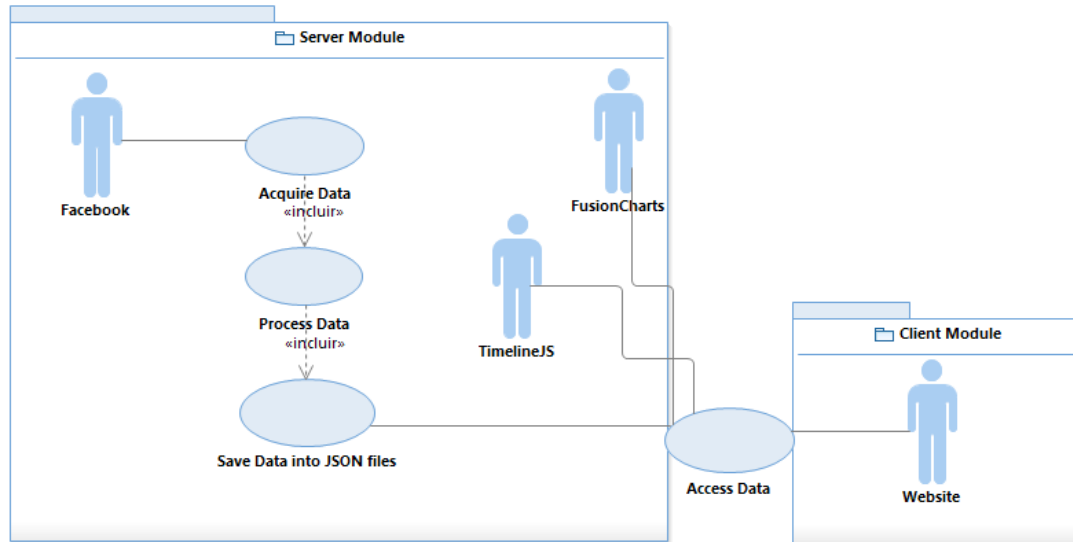 Server Module
Facebook
Acquire Data
«incluir»
FusionCharts
Process Data
«incluir»
TimelineJS
Save Data into JSON files
Client Module
Access Data
Website